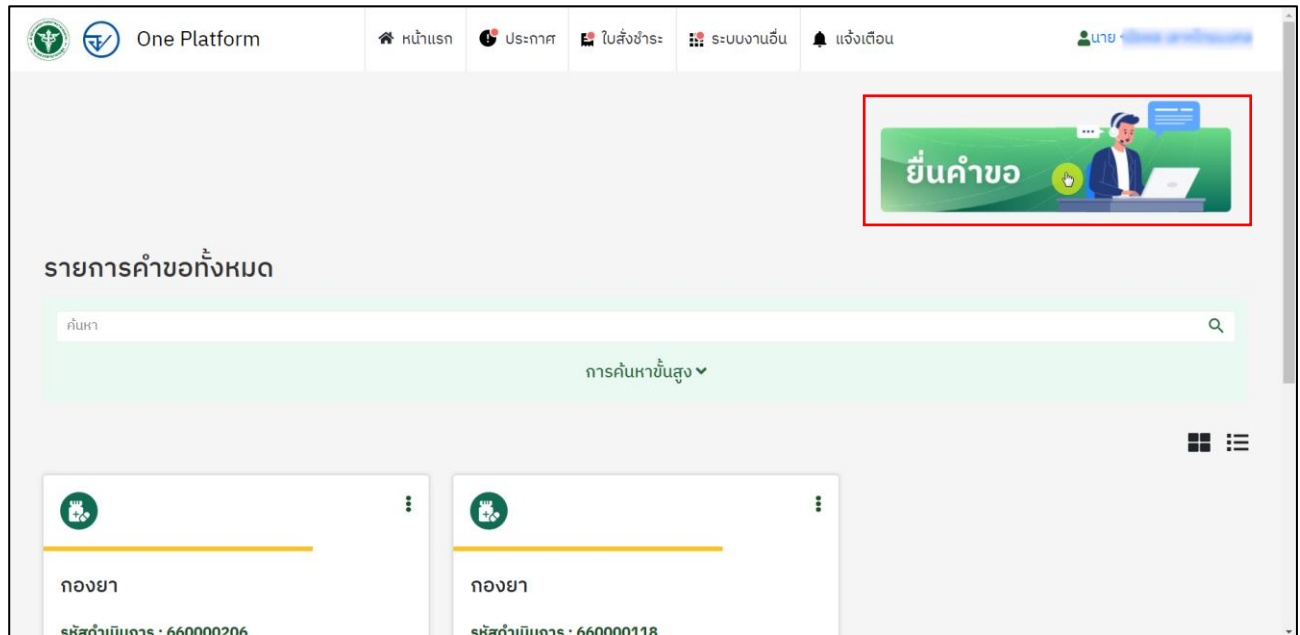 One Platform
หน้าแรก
ประกาศ
ใบสั่งชำระ
ระบบงานอื่น
แจ้งเตือน
นาย
ยื่นคำขอ
รายการคำขอทั้งหมด
ค้นหา
การค้นหาขั้นสูง
กองยา
รหัสดำเนินการ : 660000206
กองยา
รหัสดำเนินการ : 660000118